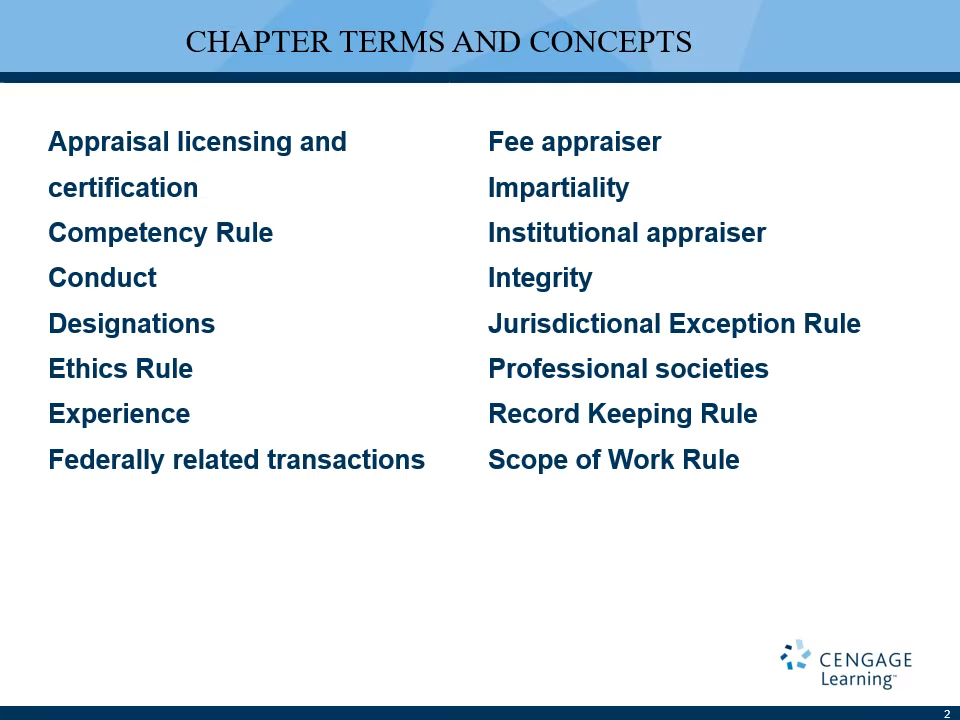 CHAPTER TERMS AND CONCEPTS
Appraisal licensing and
certification
Competency Rule
Conduct
Designations
Ethics Rule
Experience
Federally related transactions
Fee appraiser
Impartiality
Institutional appraiser
Integrity
Jurisdictional Exception Rule
Professional societies
Record Keeping Rule
Scope of Work Rule
CENGAGE
Learning™
2